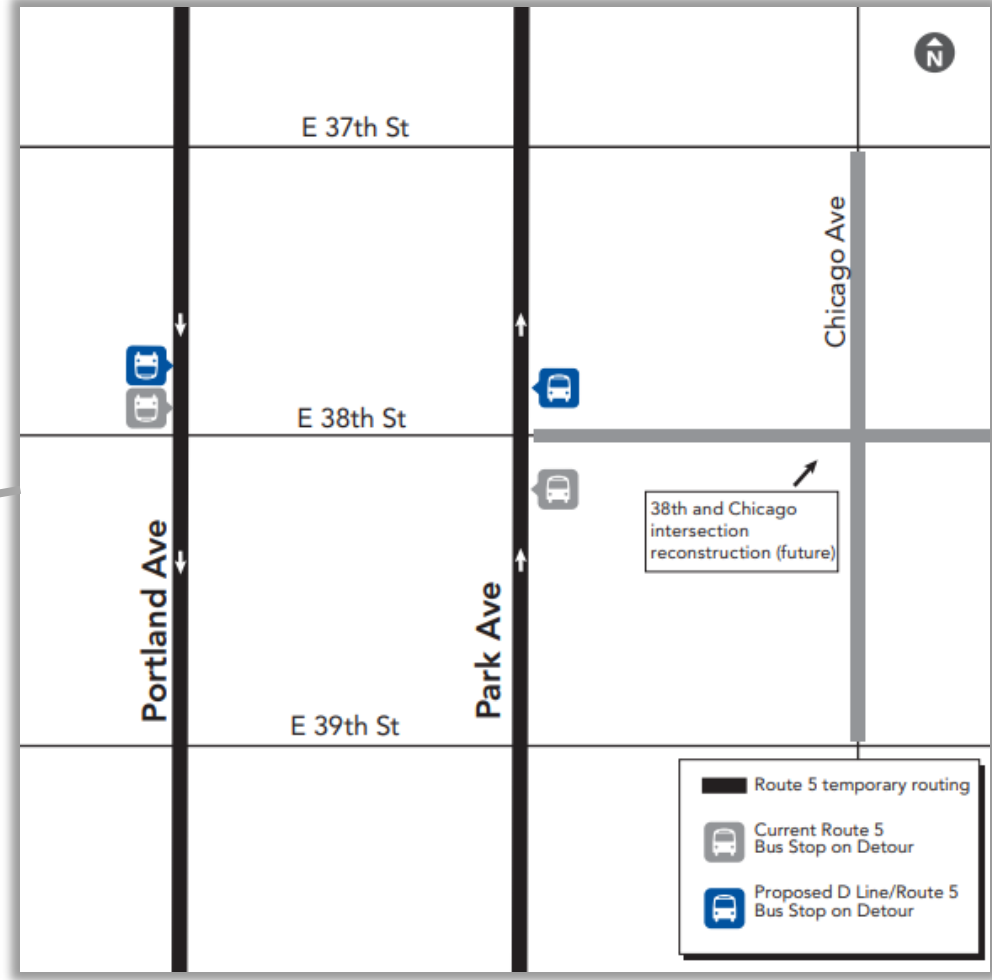 N
E 37th St
Chicago Ave
E 38th St
38th and Chicago
intersection
reconstruction (future)
Portland Ave
Park Ave
E 39th St
Route 5 temporary routing
Current Route 5
Bus Stop on Detour
Proposed D Line/Route 5
Bus Stop on Detour